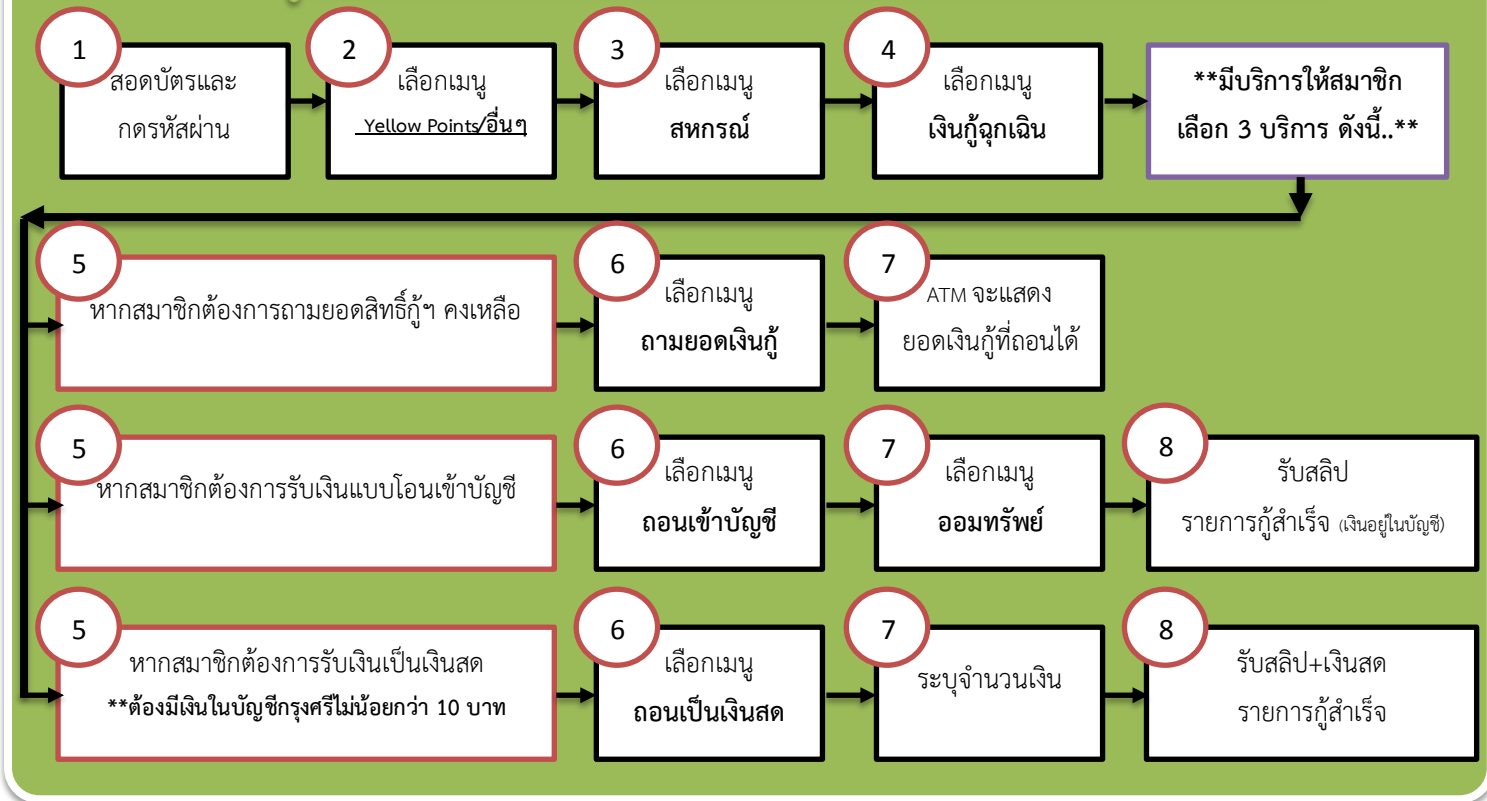 1
สอดบัตรและ
กดรหัสผ่าน
2
เลือกเมนู
Yellow Points/อื่นๆ
3
เลือกเมนู
สหกรณ์
4
เลือกเมนู
เงินกู้ฉุกเฉิน
**มีบริการให้สมาชิก
เลือก 3 บริการ ดังนี้..**
5
หากสมาชิกต้องการถามยอดสิทธิ์กู้ฯ คงเหลือ
6
เลือกเมนู
ถามยอดเงินกู้
7
ATM จะแสดง
ยอดเงินกู้ที่ถอนได้
5
หากสมาชิกต้องการรับเงินแบบโอนเข้าบัญชี
6
เลือกเมนู
ถอนเข้าบัญชี
7
เลือกเมนู
ออมทรัพย์
8
รับสลิป
รายการกู้สำเร็จ (เงินอยู่ในบัญชี)
5
หากสมาชิกต้องการรับเงินเป็นเงินสด
**ต้องมีเงินในบัญชีกรุงศรีไม่น้อยกว่า 10 บาท
6
เลือกเมนู
ถอนเป็นเงินสด
7
ระบุจำนวนเงิน
8
รับสลิป+เงินสด
รายการกู้สำเร็จ